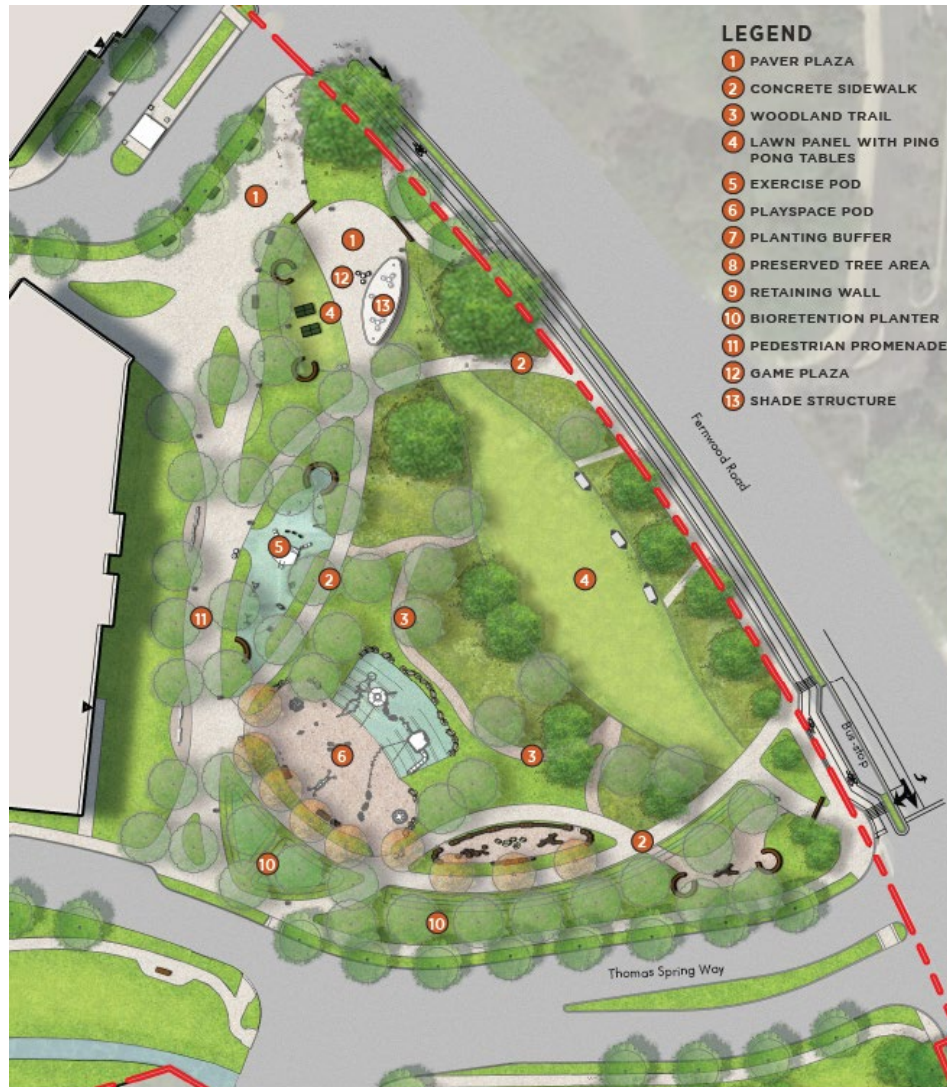 LEGEND
1 PAVER PLAZA
2 CONCRETE SIDEWALK
3 WOODLAND TRAIL
4 LAWN PANEL WITH PING
PONG TABLES
5 EXERCISE POD
6 PLAYSPACE POD
7 PLANTING BUFFER
8 PRESERVED TREE AREA
9 RETAINING WALL
10 BIORETENTION PLANTER
11 PEDESTRIAN PROMENADE
12 GAME PLAZA
13 SHADE STRUCTURE
1
1
12
13
4
2
Fernwood Road
5
2
4
3
11
6
3
Bus-stop
2
10
10
Thomas Spring Way